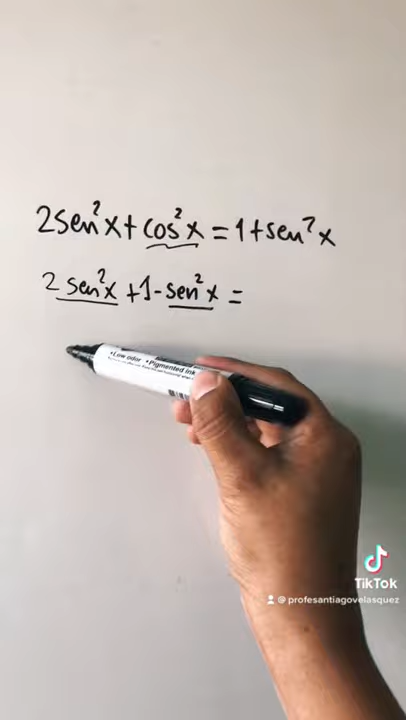 2sen²x+cos²x=1+sen²x
2 sen²x +1-sen²x =
Low odor • Pigmented Ink
TikTok
@profesantiagovelasquez